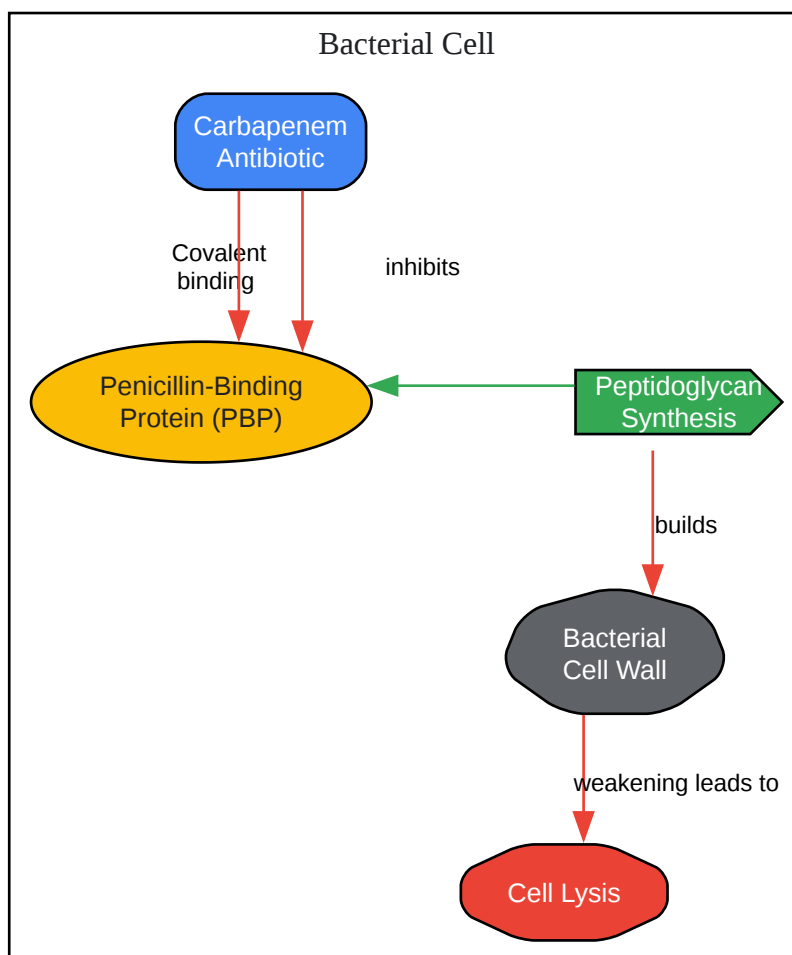 Bacterial Cell
Carbapenem
Antibiotic
Covalent
binding
inhibits
Penicillin-Binding
Protein (PBP)
Peptidoglycan
Synthesis
builds
Bacterial
Cell Wall
weakening leads to
Cell Lysis